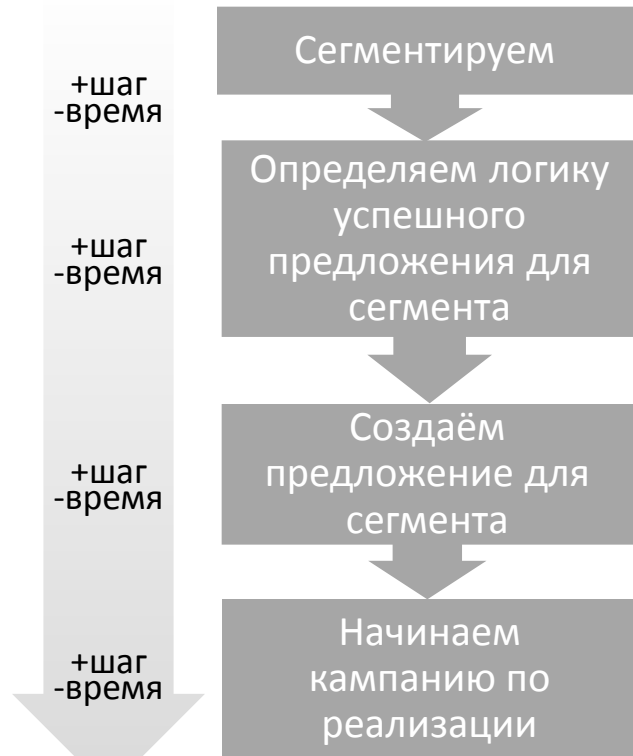 Сегментируем
+шаг
-время
Определяем логику
успешного
предложения для
сегмента
+шаг
-время
Создаём
предложение для
сегмента
+шаг
-время
Начинаем
кампанию по
реализации
+шаг
-время